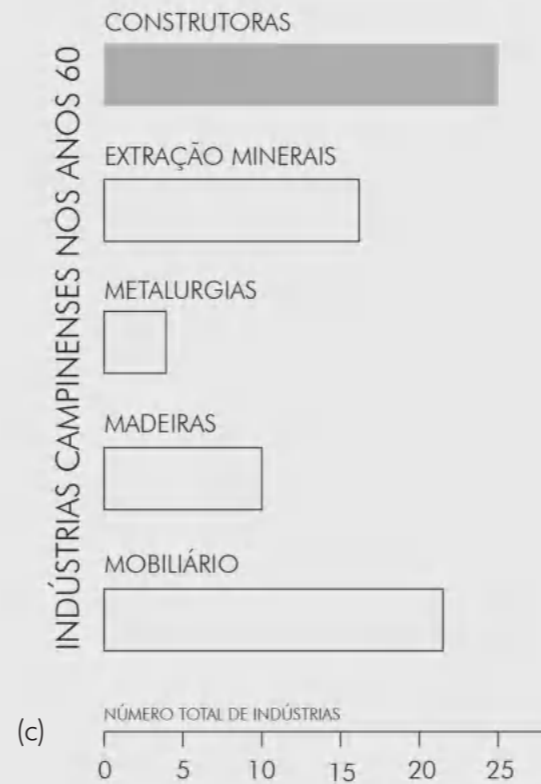 INDÚSTRIAS CAMPINENSES NOS ANOS 60
CONSTRUTORAS
EXTRAÇÃO MINERAIS
METALURGIAS
MADEIRAS
MOBILIÁRIO
NÚMERO TOTAL DE INDÚSTRIAS
(c)
0 5 10 15 20 25